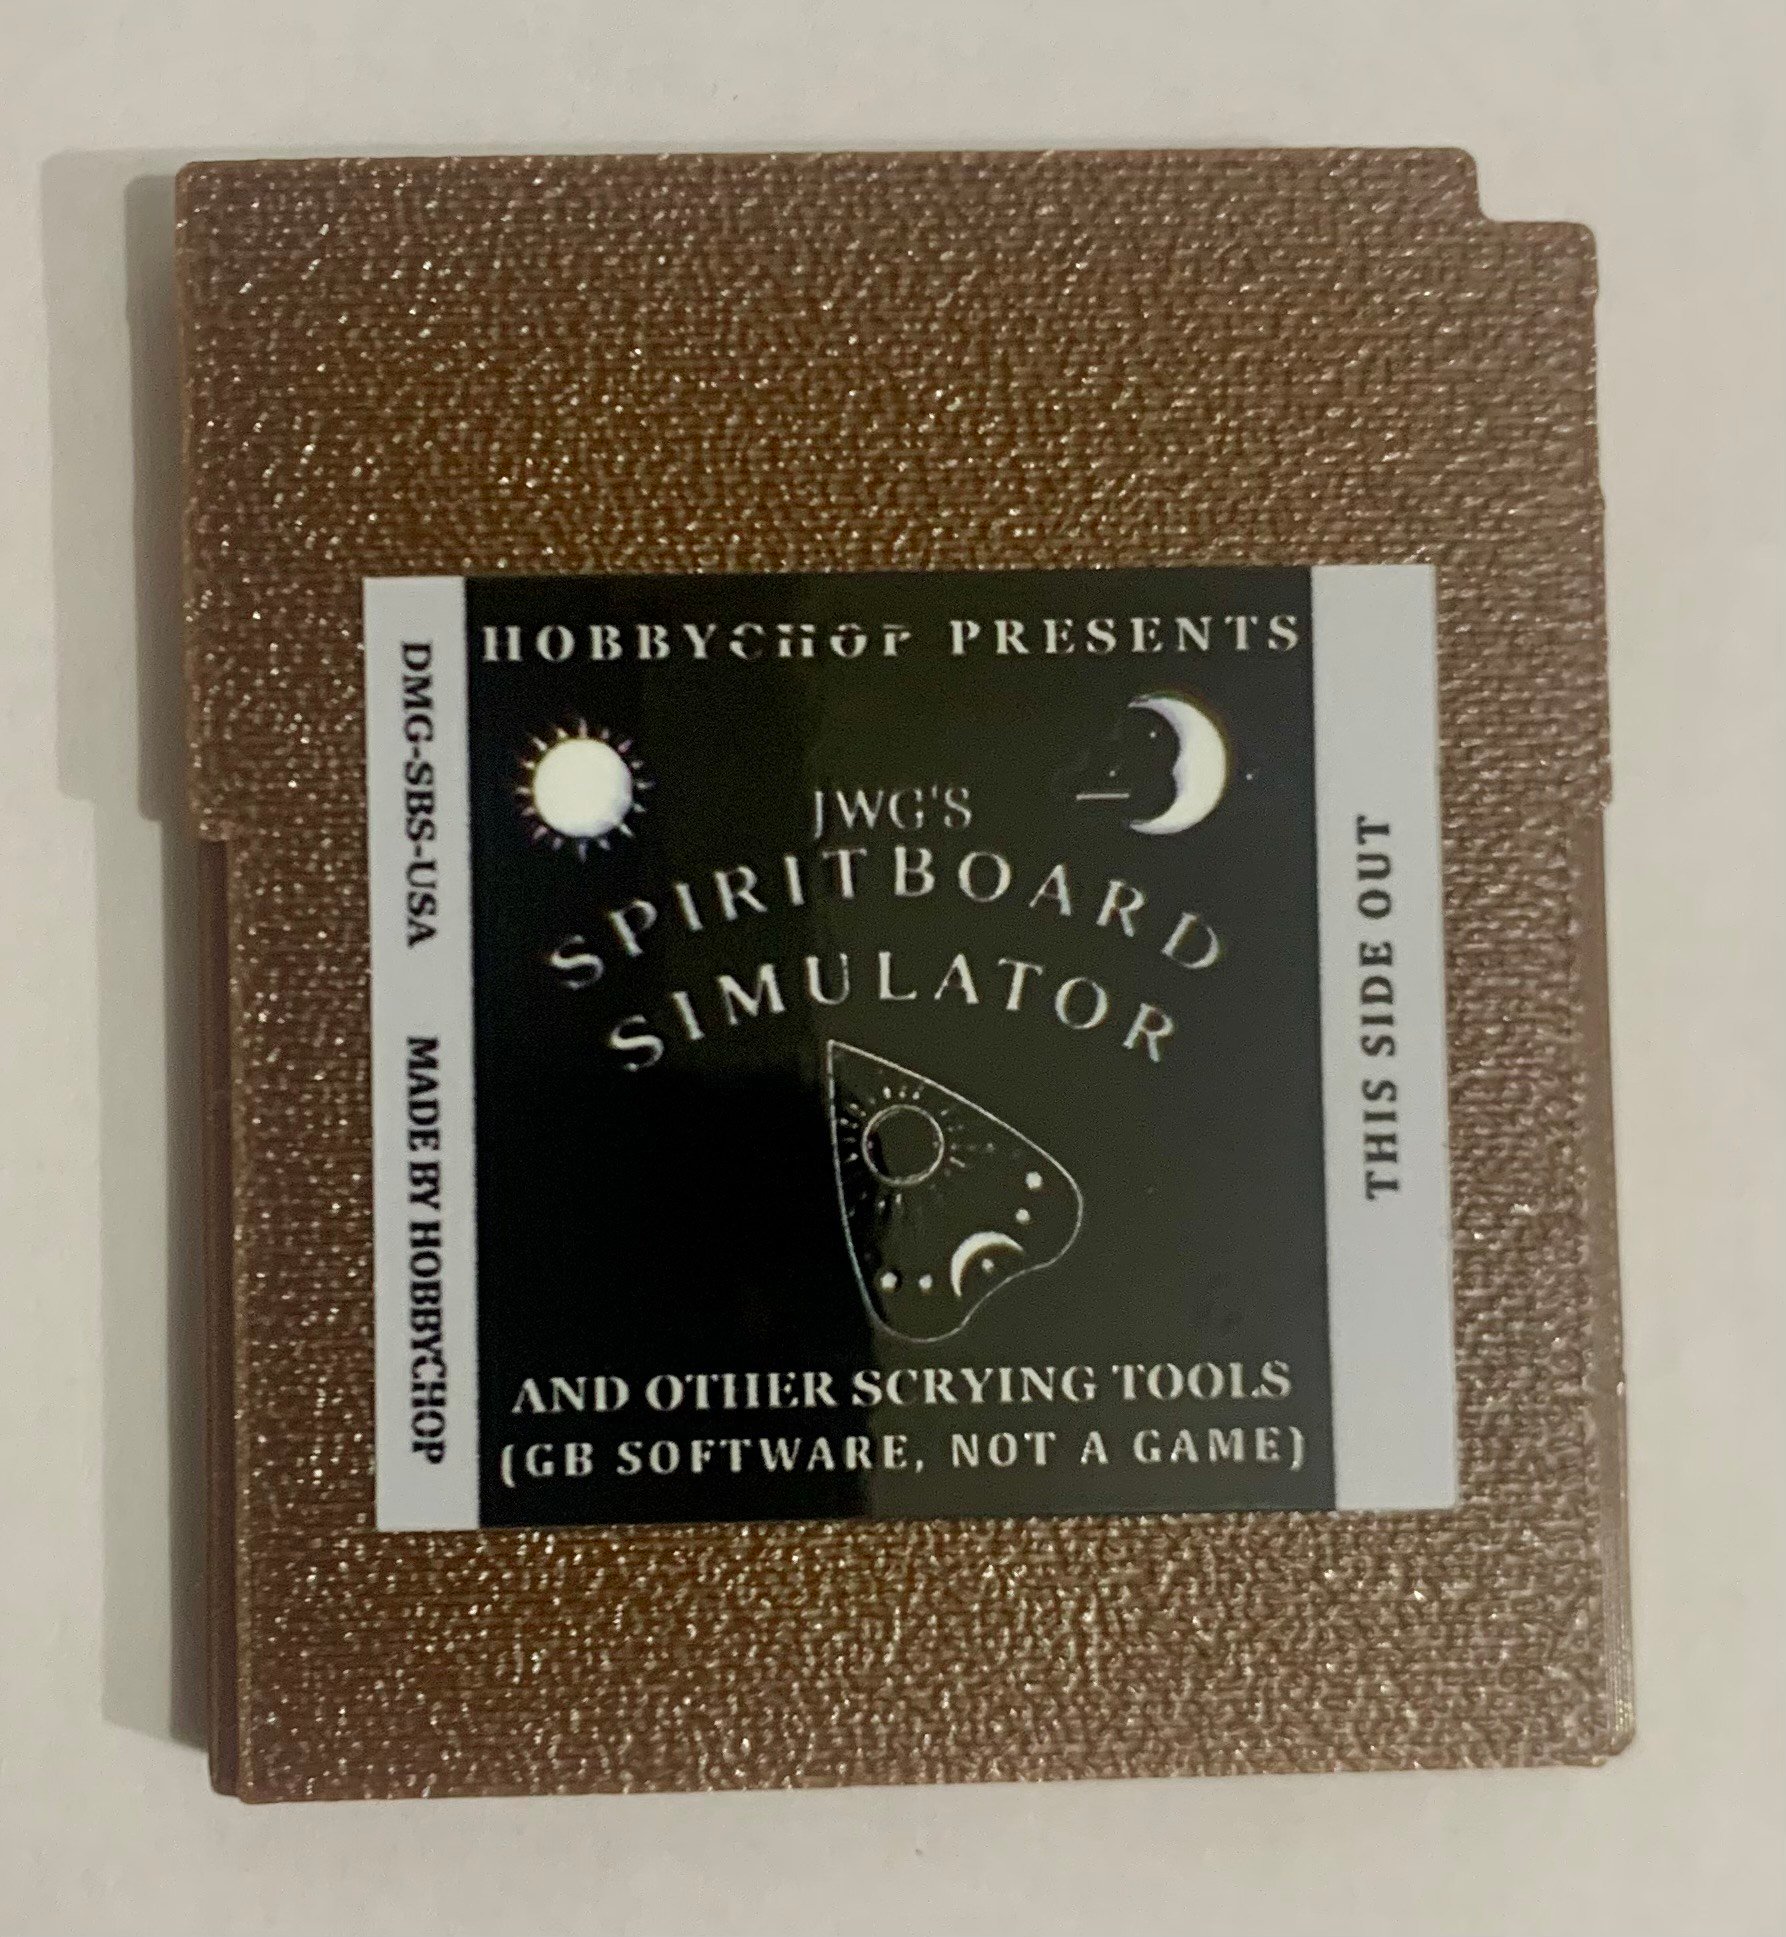 HOBBYCHOP PRESENTS
JWG'S
SPIRITBOARD
SIMULATOR
AND OTHER SCRYING TOOLS
(GB SOFTWARE, NOT A GAME)
DMG-SBS-USA MADE BY HOBBYCHOP
THIS SIDE OUT